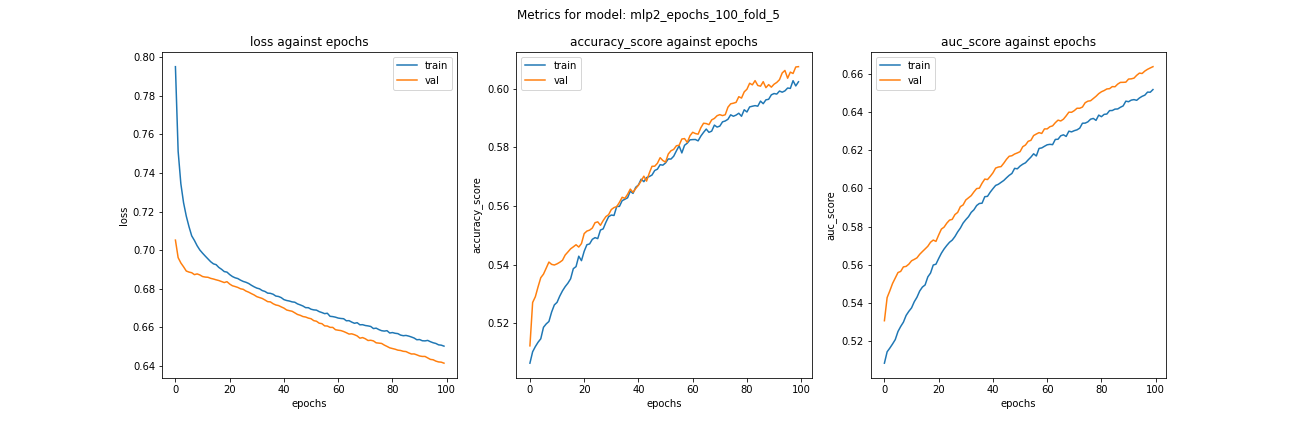 Metrics for model: mlp2_epochs_100_fold_5
loss against epochs
0.80
0.78
0.76
0.74
0.72
0.70
0.68
0.66
0.64
loss
0
20
40
60
80
100
epochs
train
val
accuracy_score against epochs
0.60
0.58
0.56
0.54
0.52
accuracy_score
0
20
40
60
80
100
epochs
train
val
auc_score against epochs
0.66
0.64
0.62
0.60
0.58
0.56
0.54
0.52
auc_score
0
20
40
60
80
100
epochs
train
val